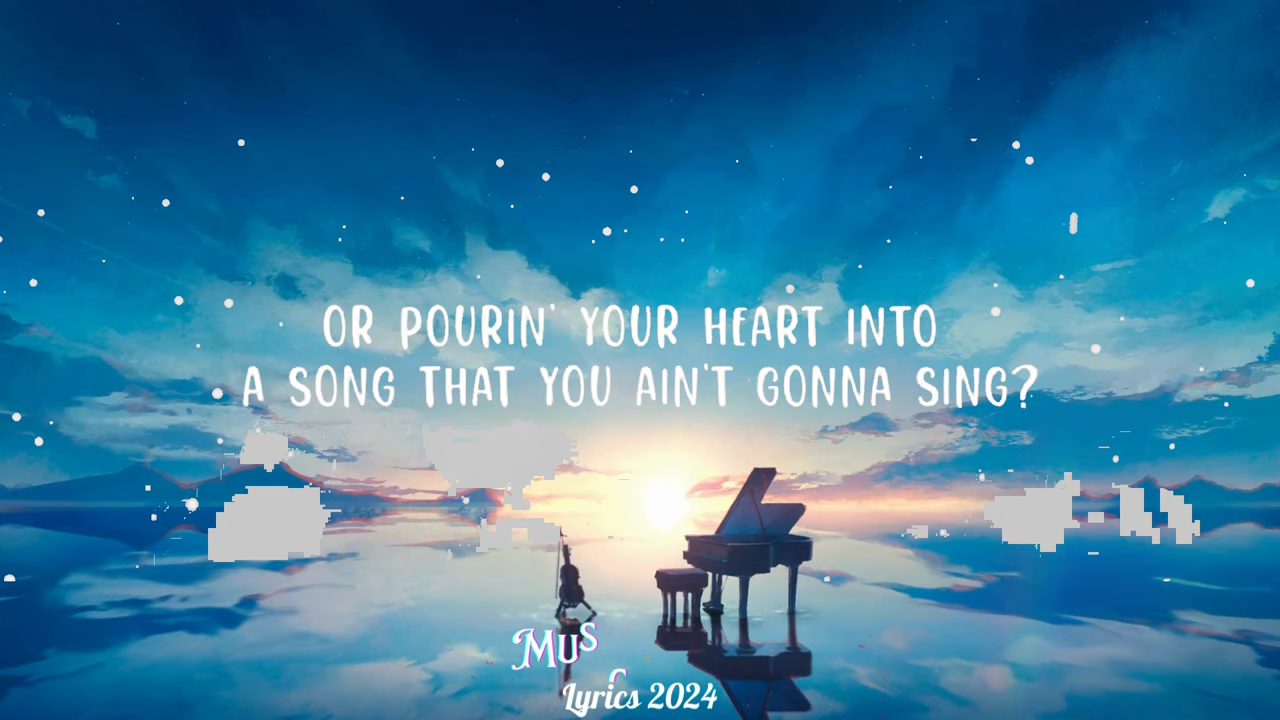 OR POURIN' YOUR HEART INTO
A SONG THAT YOU AIN'T GONNA SING?
Mus
Lyrics 2024